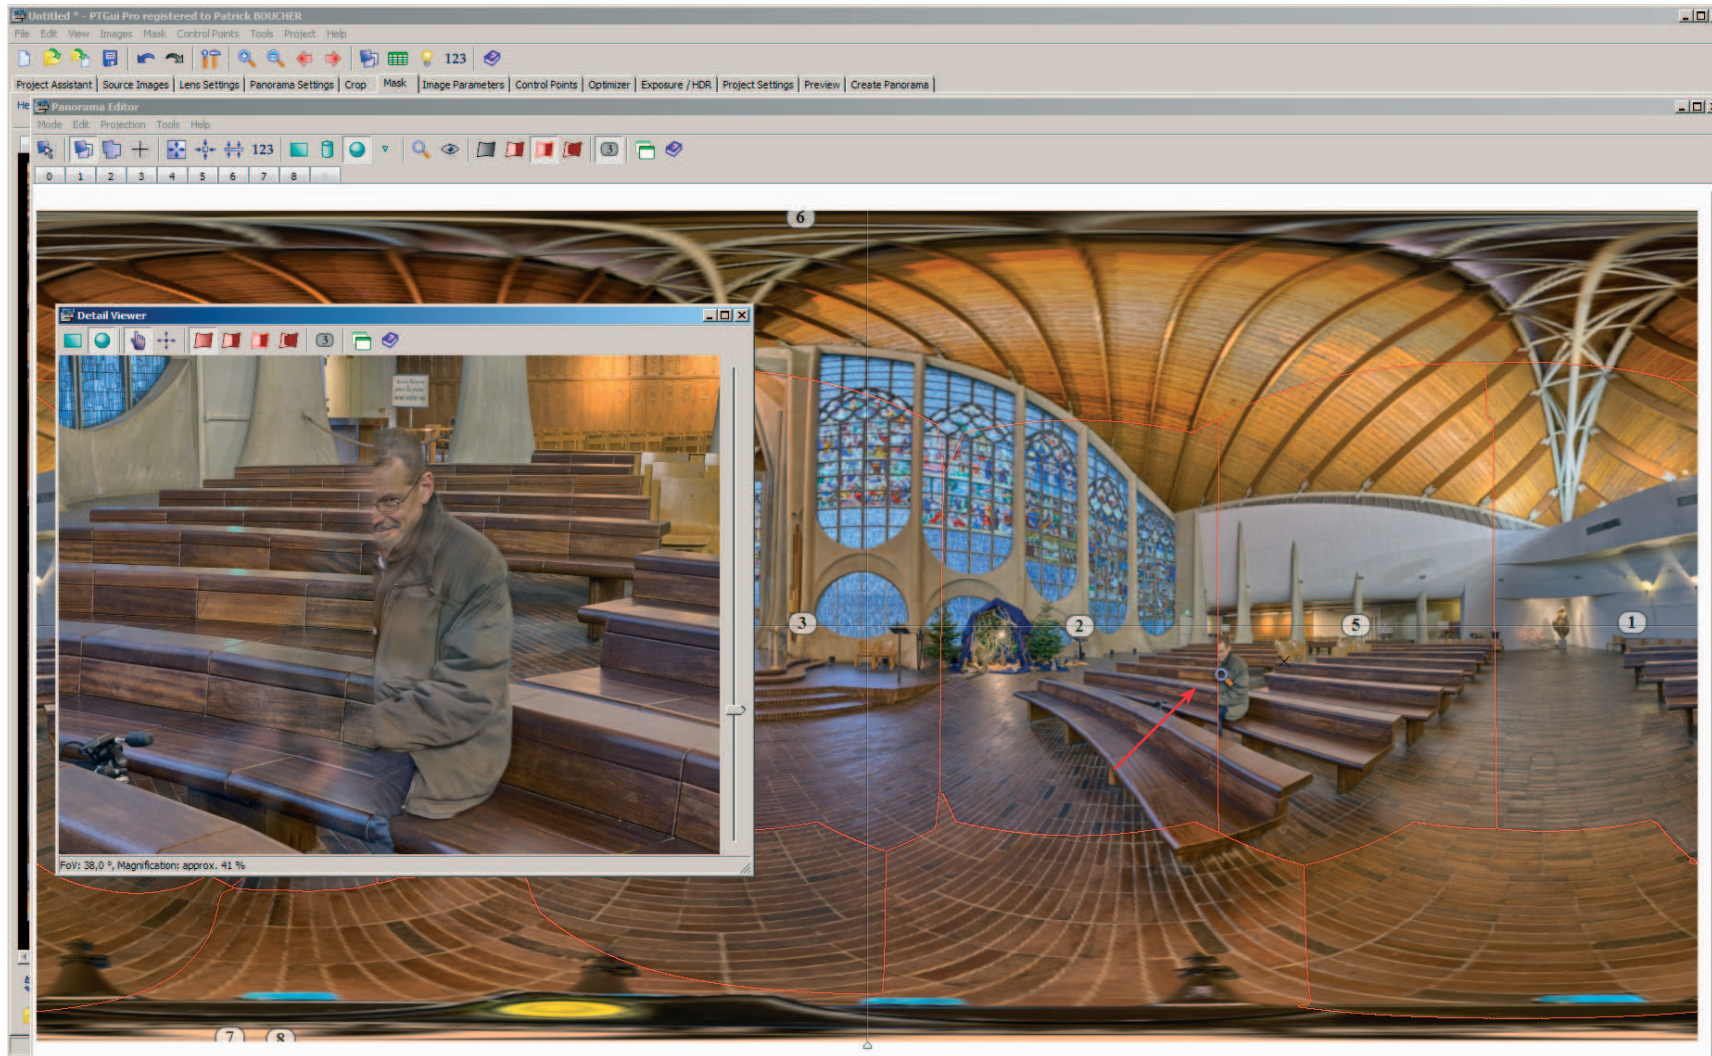 Untitled * - PTGui Pro registered to Patrick BOUCHER
File Edit View Images Mask Control Points Tools Project Help
123
Project Assistant Source Images Lens Settings Panorama Settings Crop Mask Image Parameters Control Points Optimizer Exposure / HDR Project Settings Preview Create Panorama
He
Panorama Editor
Mode Edit Projection Tools Help
123 3
0 1 2 3 4 5 6 7 8
6
Detail Viewer
3
3 2 5 1
FoV: 38,0 º, Magnification: approx. 41 %
7 8